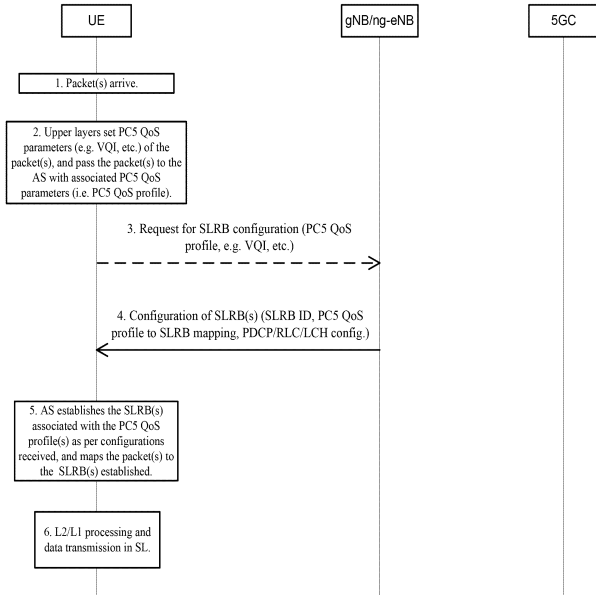 UE
gNB/ng-eNB
5GC
1. Packet(s) arrive.
2. Upper layers set PC5 QoS
parameters (e.g. VQI, etc.) of the
packet(s), and pass the packet(s) to the
AS with associated PC5 QoS
parameters (i.e. PC5 QoS profile).
3. Request for SLRB configuration (PC5 QoS
profile, e.g. VQI, etc.)
4. Configuration of SLRB(s) (SLRB ID, PC5 QoS
profile to SLRB mapping, PDCP/RLC/LCH config.)
5. AS establishes the SLRB(s)
associated with the PC5 QoS
profile(s) as per configurations
received, and maps the packet(s) to
the SLRB(s) established.
6. L2/L1 processing and
data transmission in SL.